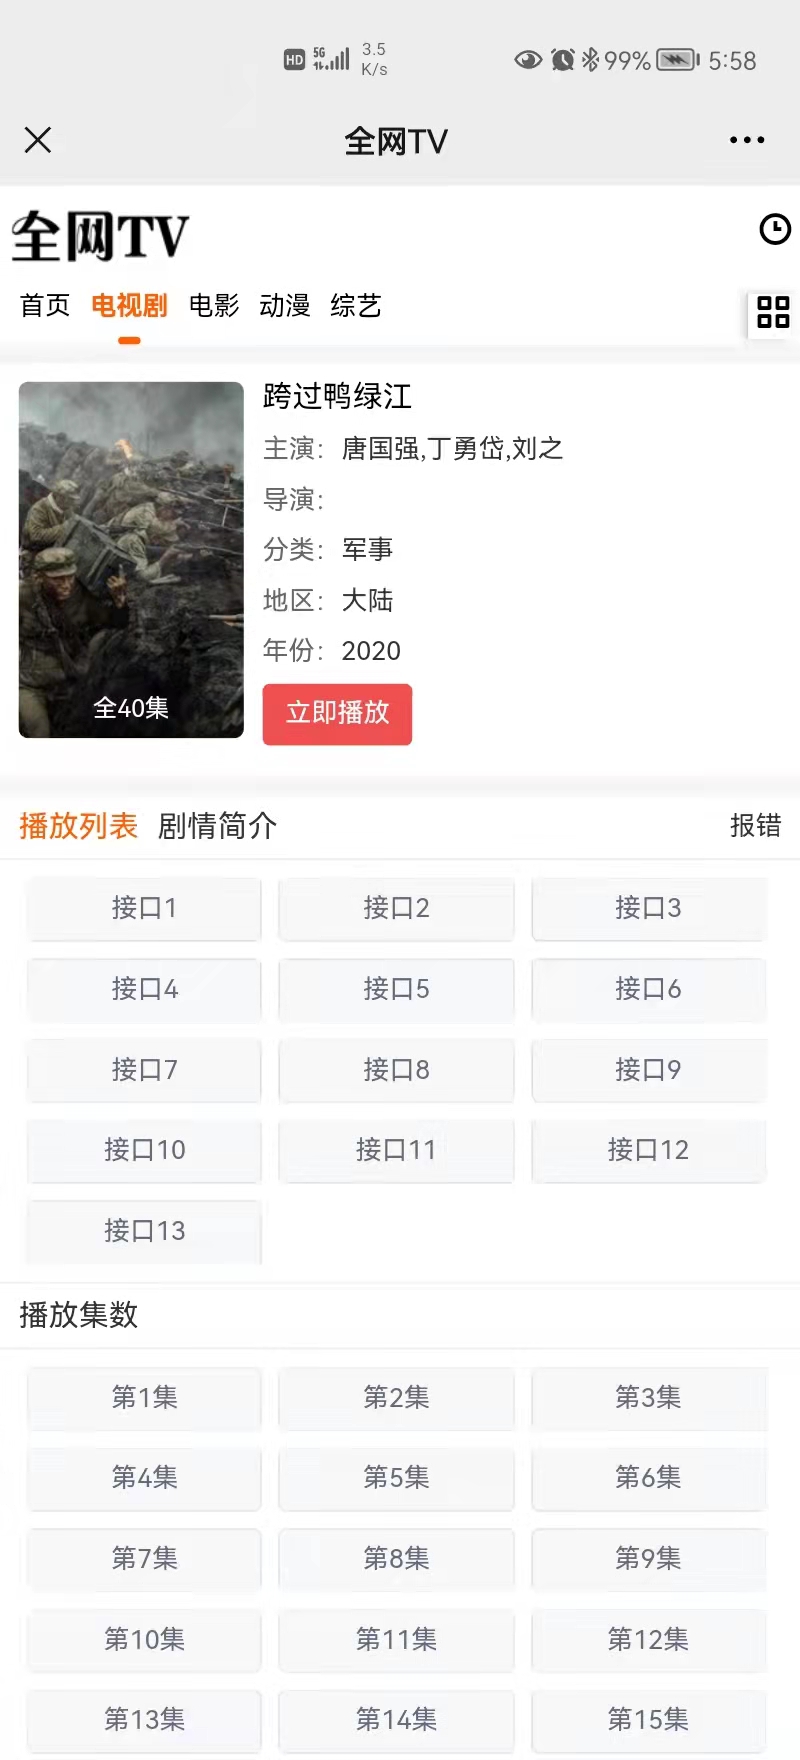 HD 5G 3.5 K/s 99% 5:58
全网TV
全网TV
首页 电视剧 电影 动漫 综艺
跨过鸭绿江
主演: 唐国强,丁勇岱,刘之
导演:
分类: 军事
地区: 大陆
年份: 2020
全40集
立即播放
播放列表 剧情简介 报错
接口1 接口2 接口3
接口4 接口5 接口6
接口7 接口8 接口9
接口10 接口11 接口12
接口13
播放集数
第1集 第2集 第3集
第4集 第5集 第6集
第7集 第8集 第9集
第10集 第11集 第12集
第13集 第14集 第15集